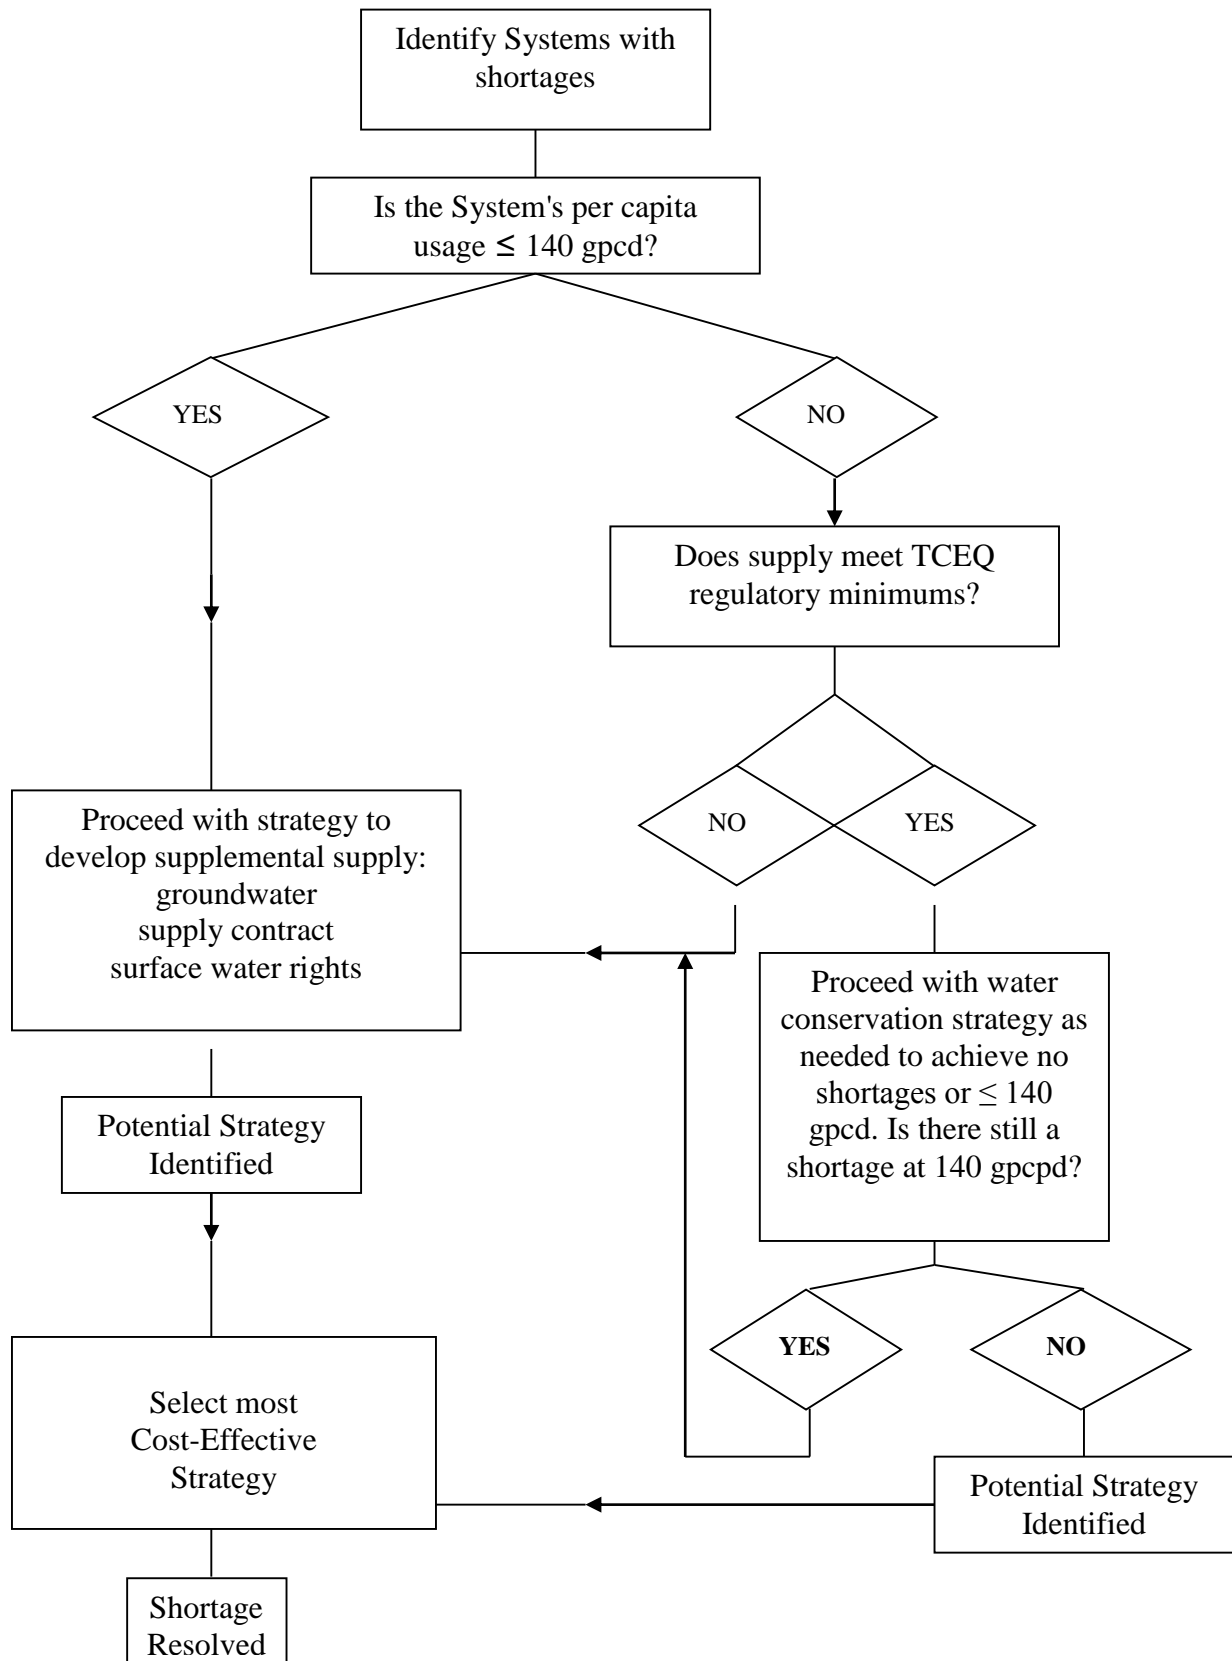 Identify Systems with
shortages
Is the System's per capita
usage ≤ 140 gpcd?
YES
NO
Does supply meet TCEQ
regulatory minimums?
NO
YES
Proceed with strategy to
develop supplemental supply:
groundwater
supply contract
surface water rights
Proceed with water
conservation strategy as
needed to achieve no
shortages or ≤ 140
gpcd. Is there still a
shortage at 140 gpcpd?
Potential Strategy
Identified
YES
NO
Select most
Cost-Effective
Strategy
Potential Strategy
Identified
Shortage
Resolved